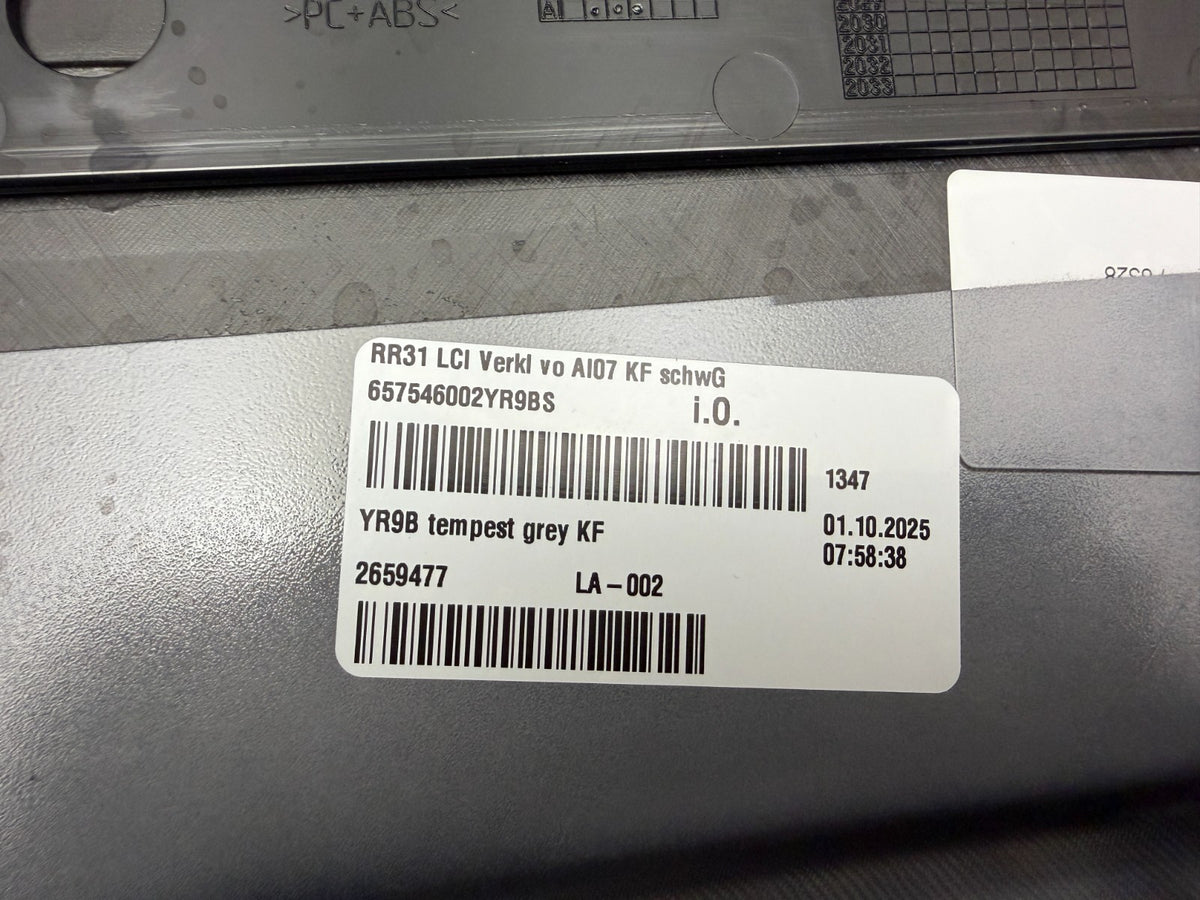 >PC+ABS<
2030
2031
2032
2033
RR31 LCI Verkl vo AI07 KF schwG
657546002YR9BS
i.O.
1347
YR9B tempest grey KF
01.10.2025
07:58:38
2659477
LA-002